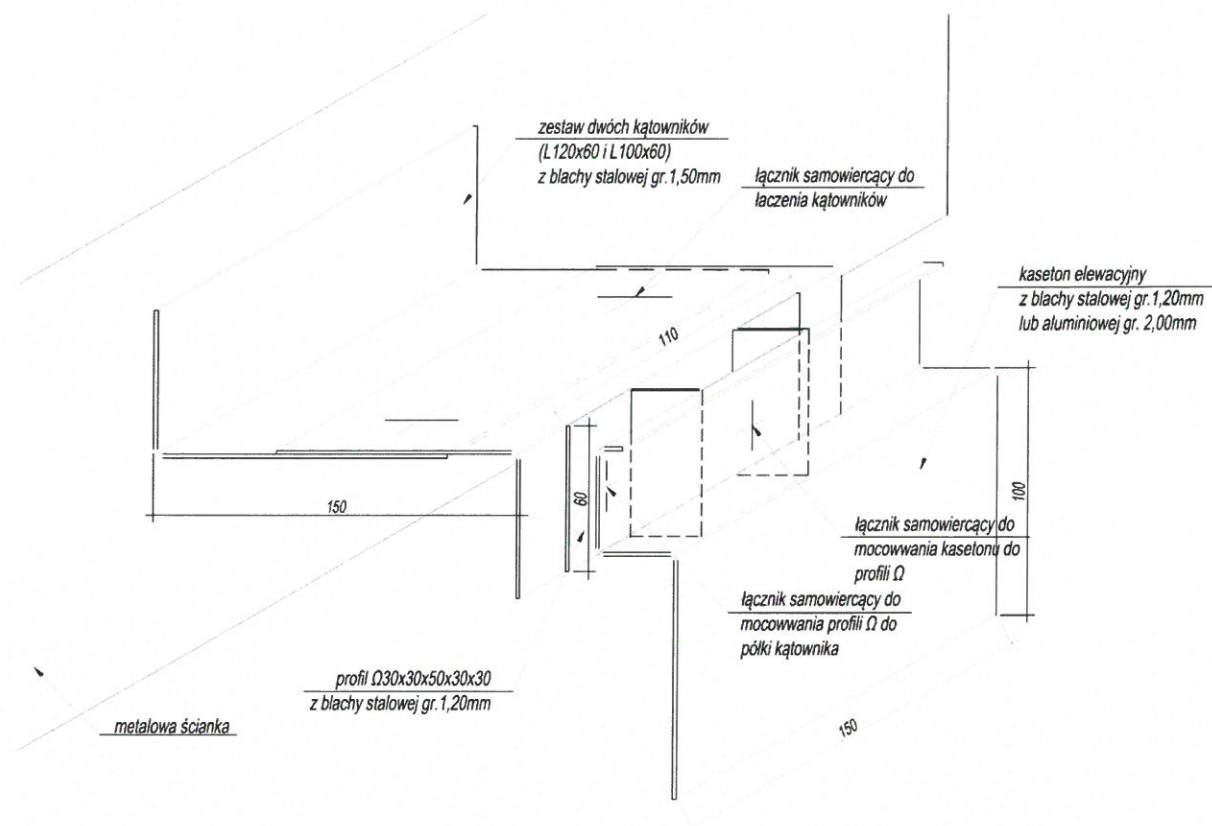 zestaw dwóch kątowników
(L120x60 i L100x60)
z blachy stalowej gr.1,50mm
łącznik samowiercący do
łaczenia kątowników
kaseton elewacyjny
z blachy stalowej gr.1,20mm
lub aluminiowej gr. 2,00mm
110
150
60
100
łącznik samowiercący do
mocowwania kasetonu do
profili Ω
łącznik samowiercący do
mocowwania profili Ω do
półki kątownika
profil Ω30x30x50x30x30
z blachy stalowej gr.1,20mm
metalowa ścianka
150